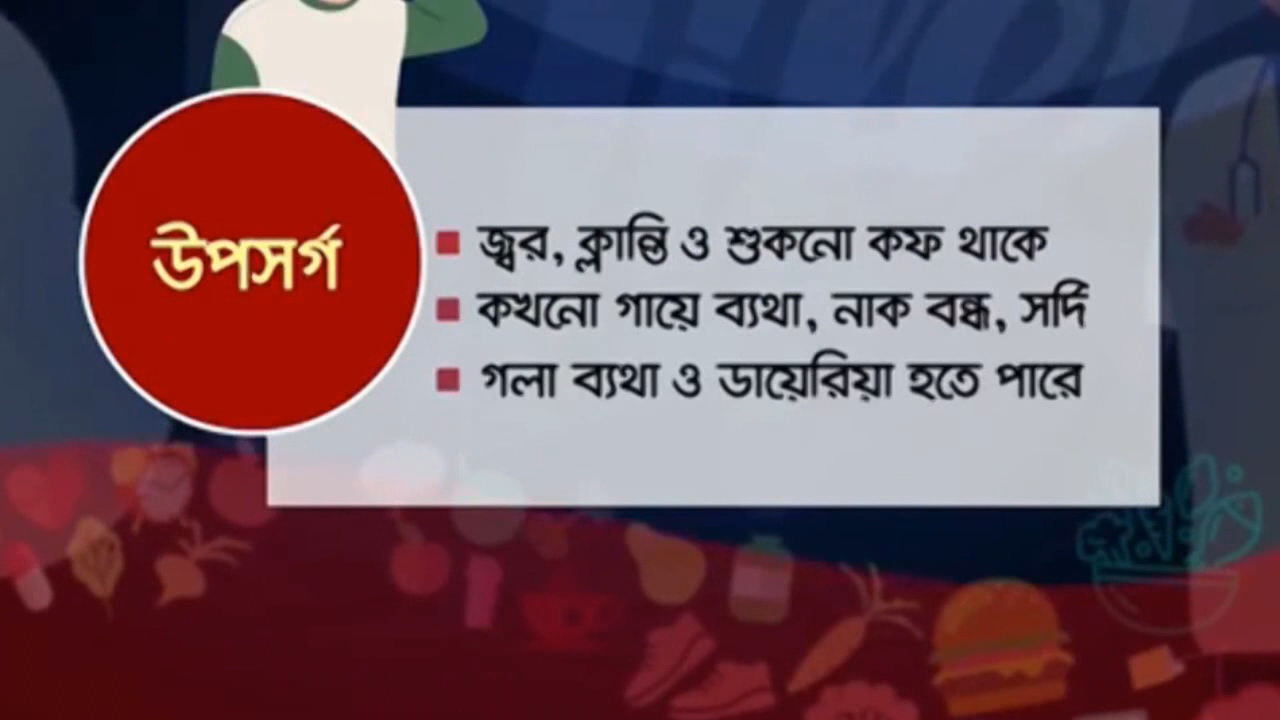 উপসর্গ
জ্বর, ক্লান্তি ও শুকনো কফ থাকে
কখনো গায়ে ব্যথা, নাক বন্ধ, সর্দি
গলা ব্যথা ও ডায়েরিয়া হতে পারে